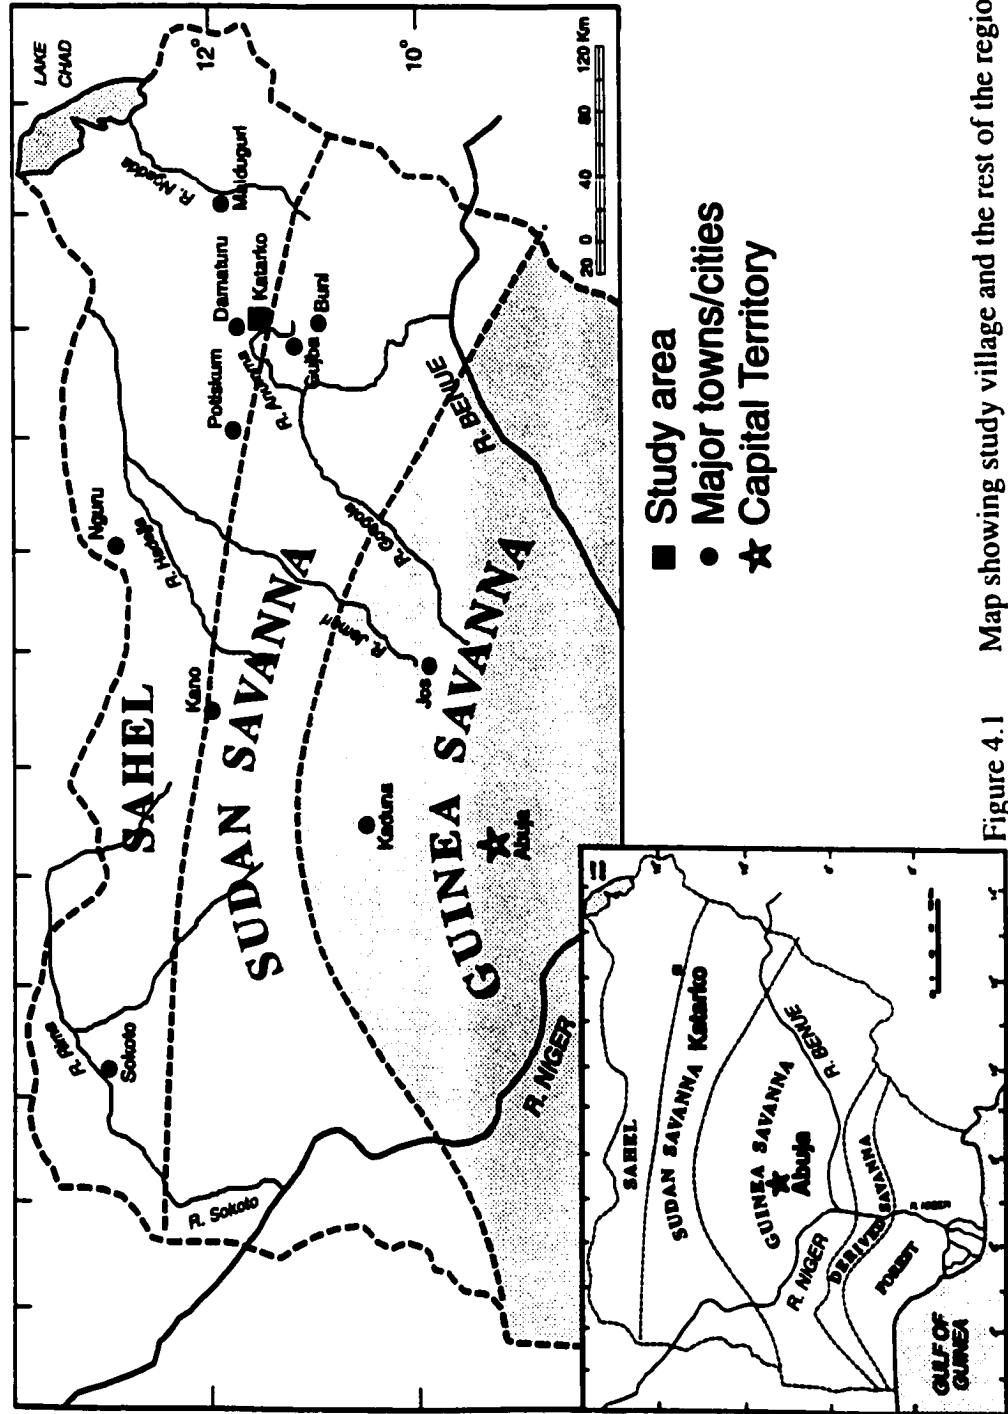 LAKE
CHAD
12°
10°
SAHEL
SUDAN SAVANNA
GUINEA SAVANNA
R. Rima
Sokoto
R. Sokoto
R. NIGER
Kano
Nguru
R. Hadejia
R. Jamari
Jos
Kaduna
Abuja
R. Gongola
R. BENUE
Potiskum
Damaturu
Katarko
Gujba
Buni
Maiduguri
R. Ngadda
20 0 40 80 120 Km
■ Study area
● Major towns/cities
☆ Capital Territory
SAHEL
SUDAN SAVANNA
Katarko
GUINEA SAVANNA
Abuja
R. BENUE
R. NIGER
DERIVED SAVANNA
R. NIGER
FOREST
GULF OF
GUINEA
Figure 4.1 Map showing study village and the rest of the regio